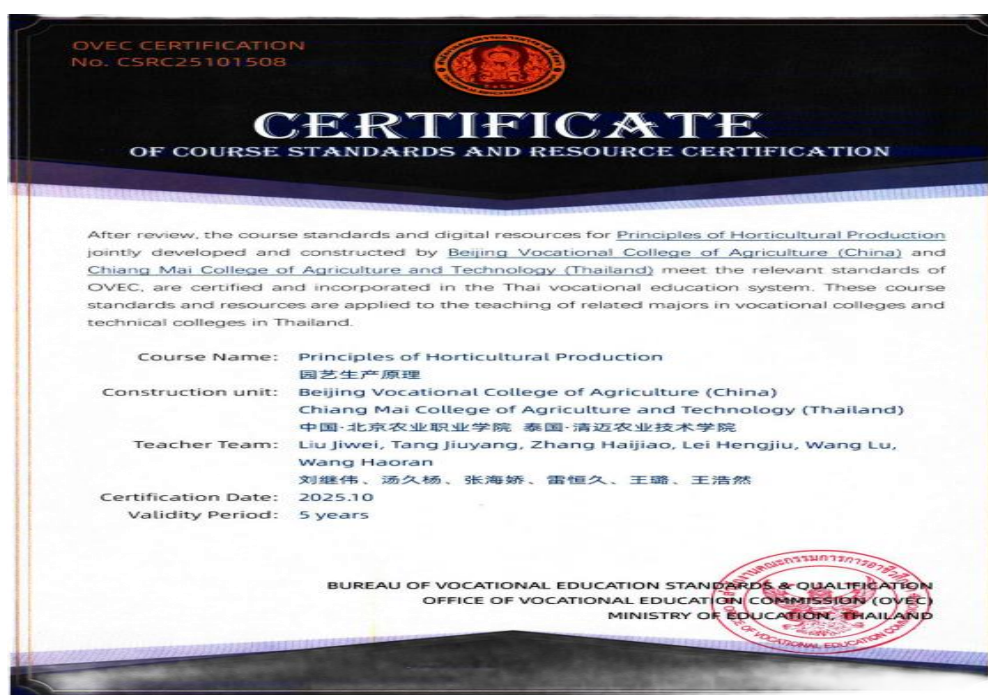 OVEC CERTIFICATION
No. CSRC25101508
CERTIFICATE
OF COURSE STANDARDS AND RESOURCE CERTIFICATION
After review, the course standards and digital resources for Principles of Horticultural Production
jointly developed and constructed by Beijing Vocational College of Agriculture (China) and
Chiang Mai College of Agriculture and Technology (Thailand) meet the relevant standards of
OVEC, are certified and incorporated in the Thai vocational education system. These course
standards and resources are applied to the teaching of related majors in vocational colleges and
technical colleges in Thailand.
Course Name: Principles of Horticultural Production
园艺生产原理
Construction unit: Beijing Vocational College of Agriculture (China)
Chiang Mai College of Agriculture and Technology (Thailand)
中国·北京农业职业学院 泰国·清迈农业技术学院
Teacher Team: Liu Jiwei, Tang Jiuyang, Zhang Haijiao, Lei Hengjiu, Wang Lu,
Wang Haoran
刘继伟、汤久杨、张海娇、雷恒久、王璐、王浩然
Certification Date: 2025.10
Validity Period: 5 years
BUREAU OF VOCATIONAL EDUCATION STANDARDS & QUALIFICATION
OFFICE OF VOCATIONAL EDUCATION COMMISSION (OVEC)
MINISTRY OF EDUCATION, THAILAND